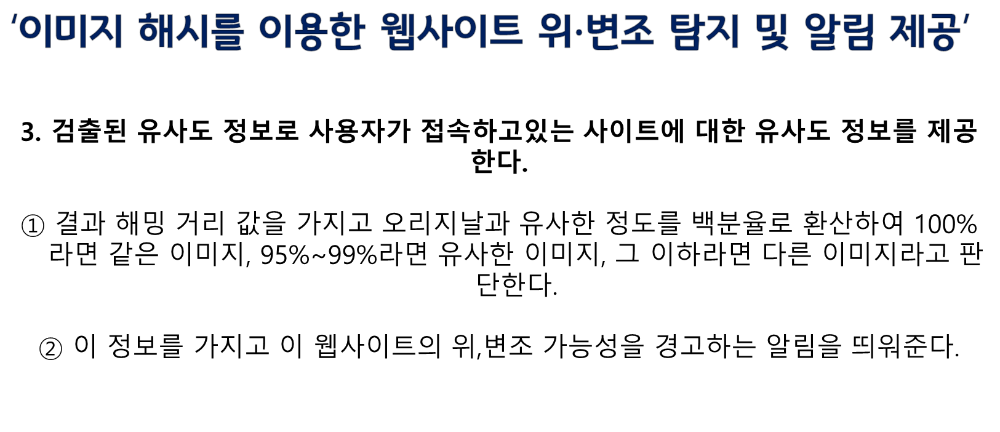 ‘이미지 해시를 이용한 웹사이트 위·변조 탐지 및 알림 제공’
3. 검출된 유사도 정보로 사용자가 접속하고있는 사이트에 대한 유사도 정보를 제공
한다.
① 결과 해밍 거리 값을 가지고 오리지날과 유사한 정도를 백분율로 환산하여 100%
라면 같은 이미지, 95%~99%라면 유사한 이미지, 그 이하라면 다른 이미지라고 판
단한다.
② 이 정보를 가지고 이 웹사이트의 위,변조 가능성을 경고하는 알림을 띄워준다.